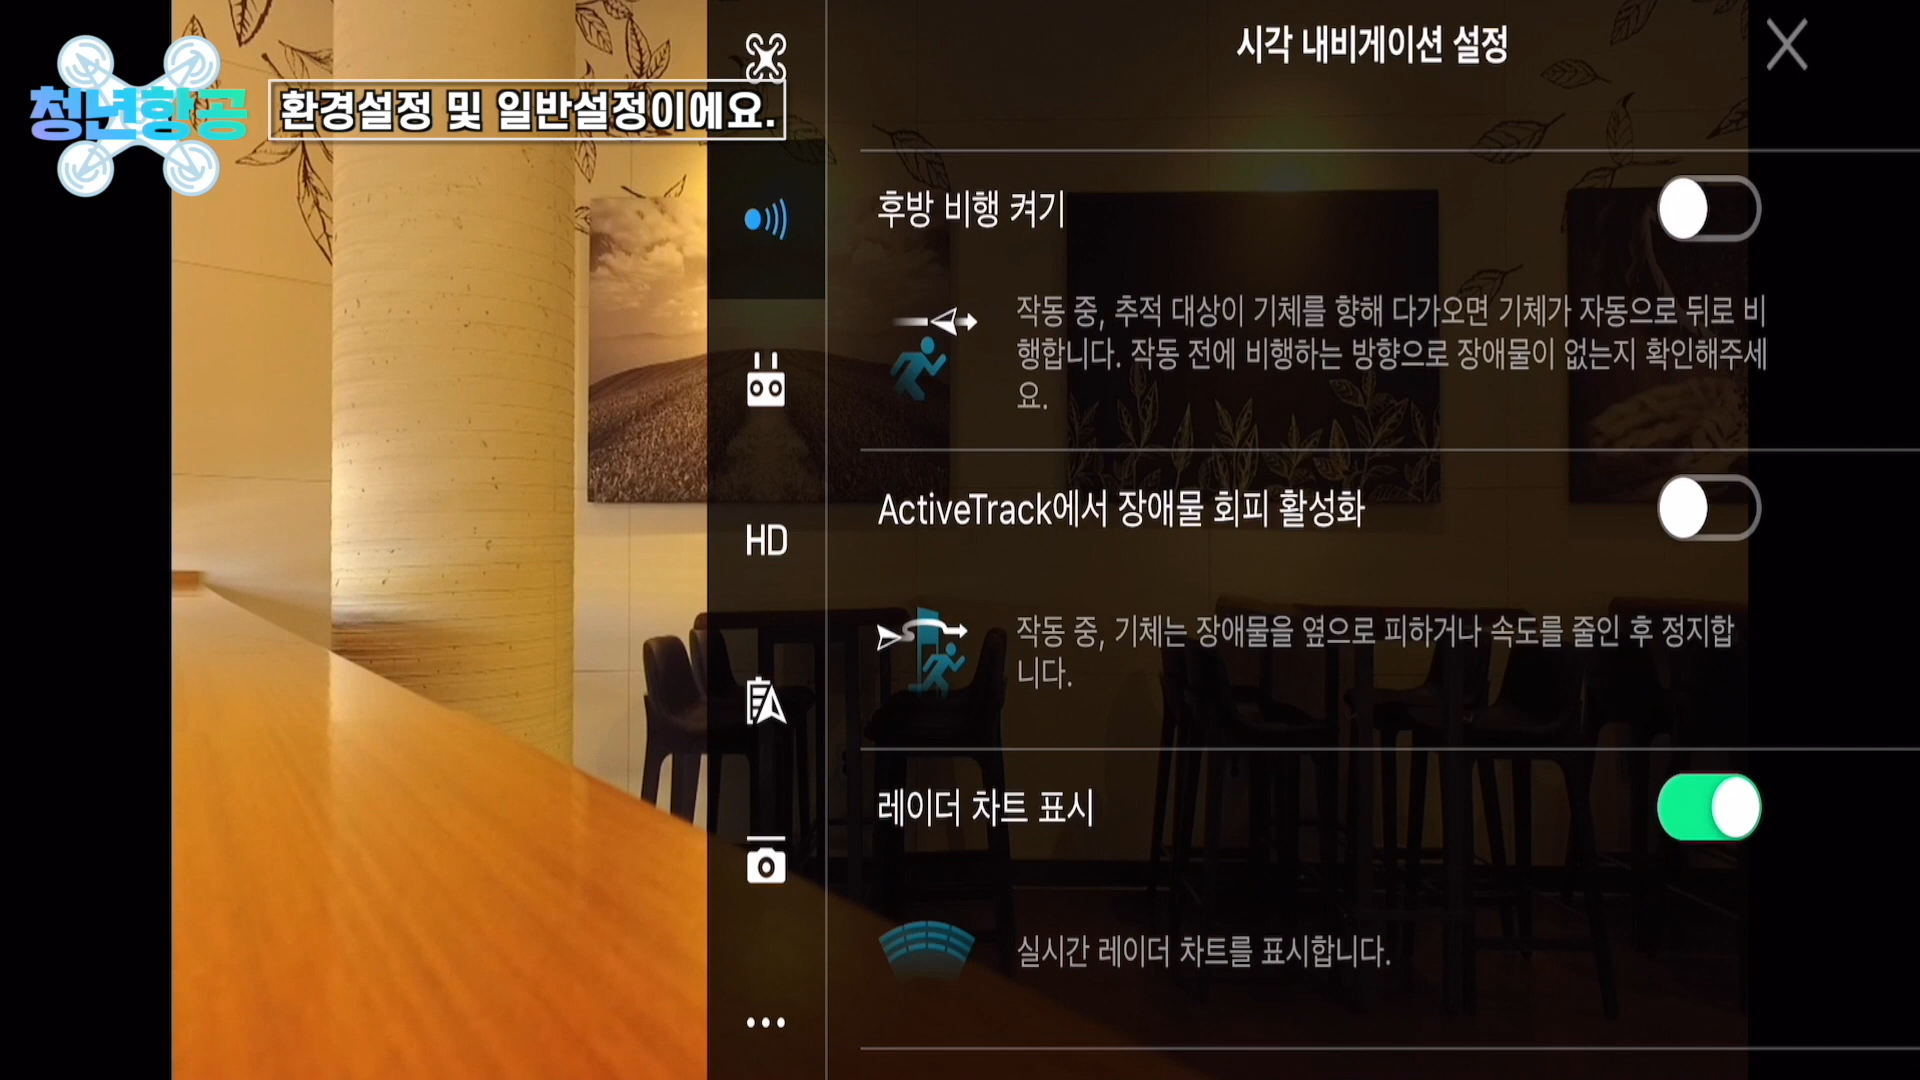 청년항공
환경설정 및 일반설정이에요.
시각 내비게이션 설정
후방 비행 켜기
작동 중, 추적 대상이 기체를 향해 다가오면 기체가 자동으로 뒤로 비
행합니다. 작동 전에 비행하는 방향으로 장애물이 없는지 확인해주세
요.
ActiveTrack에서 장애물 회피 활성화
작동 중, 기체는 장애물을 옆으로 피하거나 속도를 줄인 후 정지합
니다.
HD
레이더 차트 표시
실시간 레이더 차트를 표시합니다.